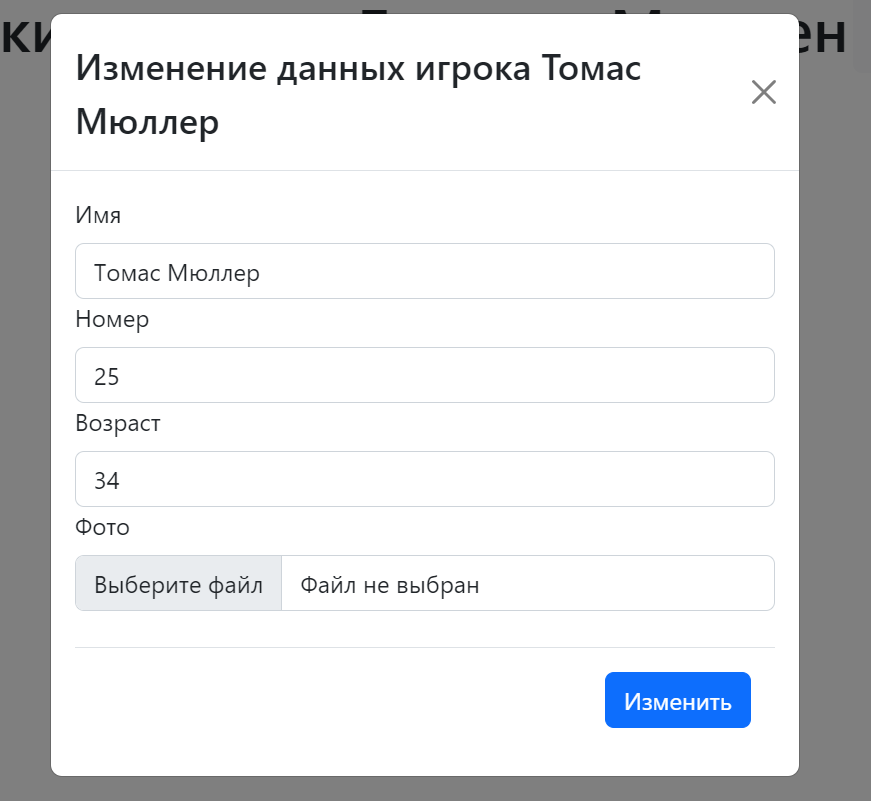 Изменение данных игрока Томас
Мюллер
Имя
Томас Мюллер
Номер
25
Возраст
34
Фото
Выберите файл Файл не выбран
Изменить